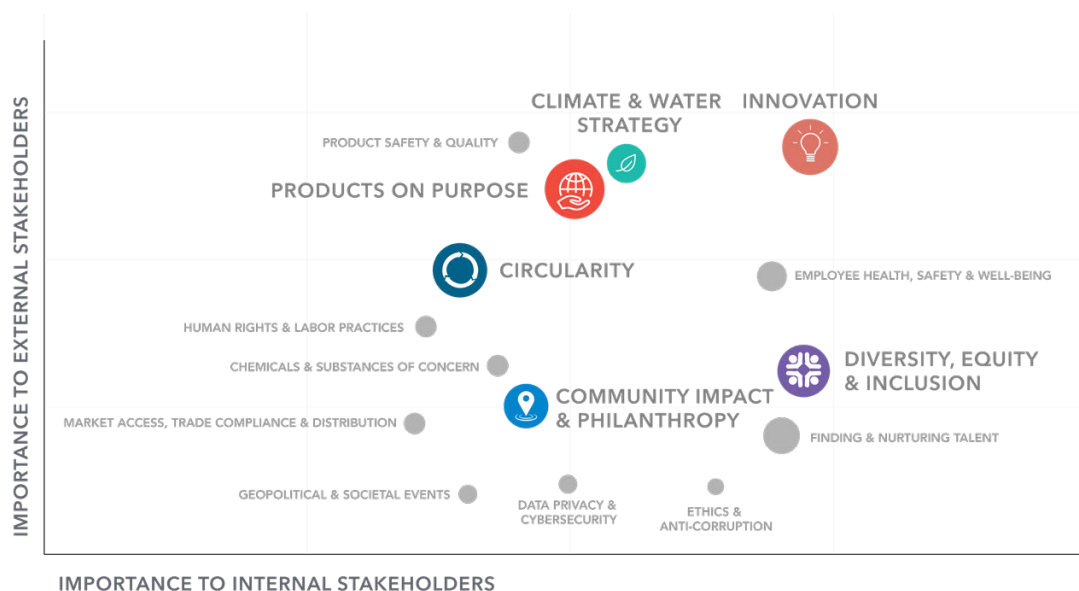 IMPORTANCE TO EXTERNAL STAKEHOLDERS
CLIMATE & WATER
STRATEGY
INNOVATION
PRODUCT SAFETY & QUALITY
PRODUCTS ON PURPOSE
CIRCULARITY
EMPLOYEE HEALTH, SAFETY & WELL-BEING
HUMAN RIGHTS & LABOR PRACTICES
CHEMICALS & SUBSTANCES OF CONCERN
DIVERSITY, EQUITY
& INCLUSION
COMMUNITY IMPACT
& PHILANTHROPY
MARKET ACCESS, TRADE COMPLIANCE & DISTRIBUTION
FINDING & NURTURING TALENT
GEOPOLITICAL & SOCIETAL EVENTS
DATA PRIVACY &
CYBERSECURITY
ETHICS &
ANTI-CORRUPTION
IMPORTANCE TO INTERNAL STAKEHOLDERS